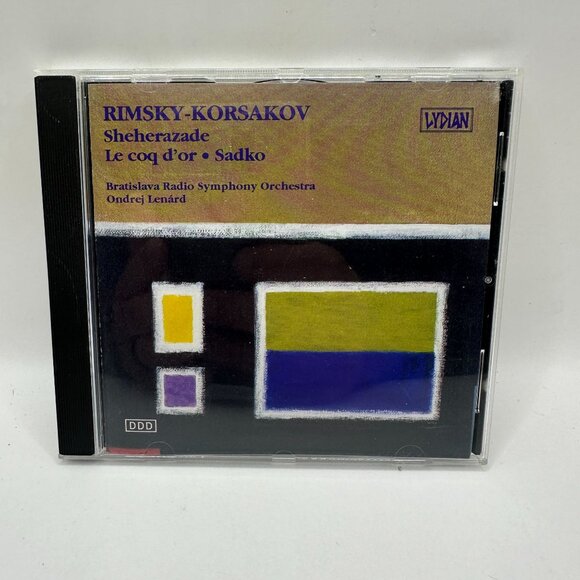 RIMSKY-KORSAKOV
Sheherazade
Le coq d'or • Sadko
Bratislava Radio Symphony Orchestra
Ondrej Lenárd
LYDIAN
DDD